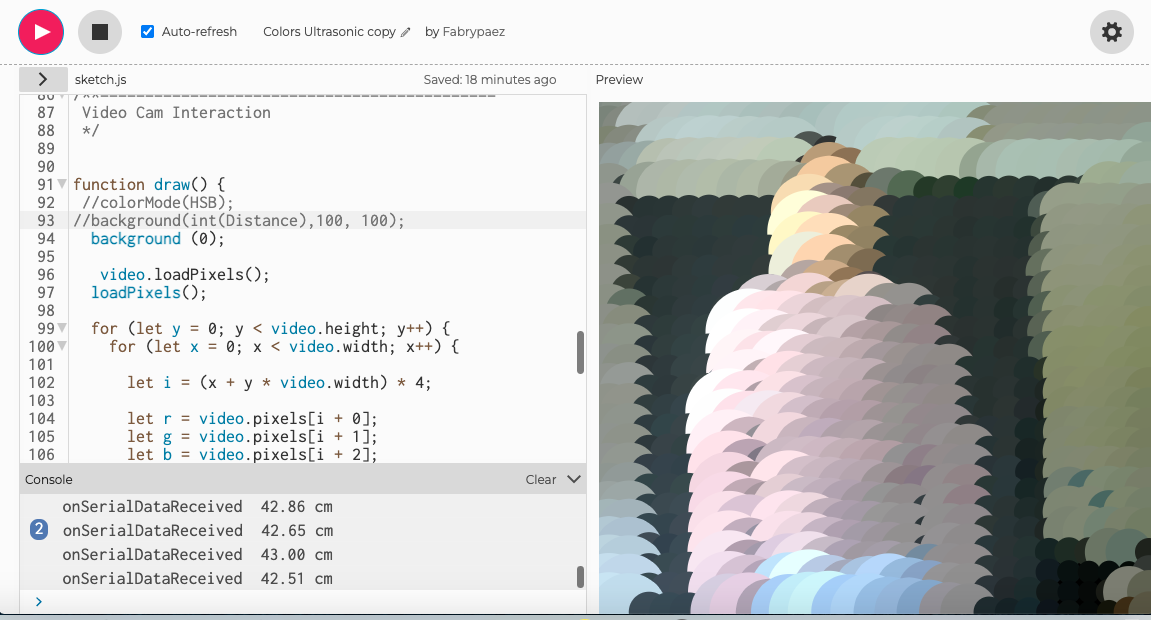 Auto-refresh
Colors Ultrasonic copy
by Fabrypaez
sketch.js
Saved: 18 minutes ago
Preview
87 Video Cam Interaction
88 */
89
90
91 function draw() {
92 //colorMode(HSB);
93 //background(int(Distance),100, 100);
94 background (0);
95
96 video.loadPixels();
97 loadPixels();
98
99 for (let y = 0; y < video.height; y++) {
100 for (let x = 0; x < video.width; x++) {
101
102 let i = (x + y * video.width) * 4;
103
104 let r = video.pixels[i + 0];
105 let g = video.pixels[i + 1];
106 let b = video.pixels[i + 2];
Console
Clear
onSerialDataReceived 42.86 cm
2 onSerialDataReceived 42.65 cm
onSerialDataReceived 43.00 cm
onSerialDataReceived 42.51 cm
>